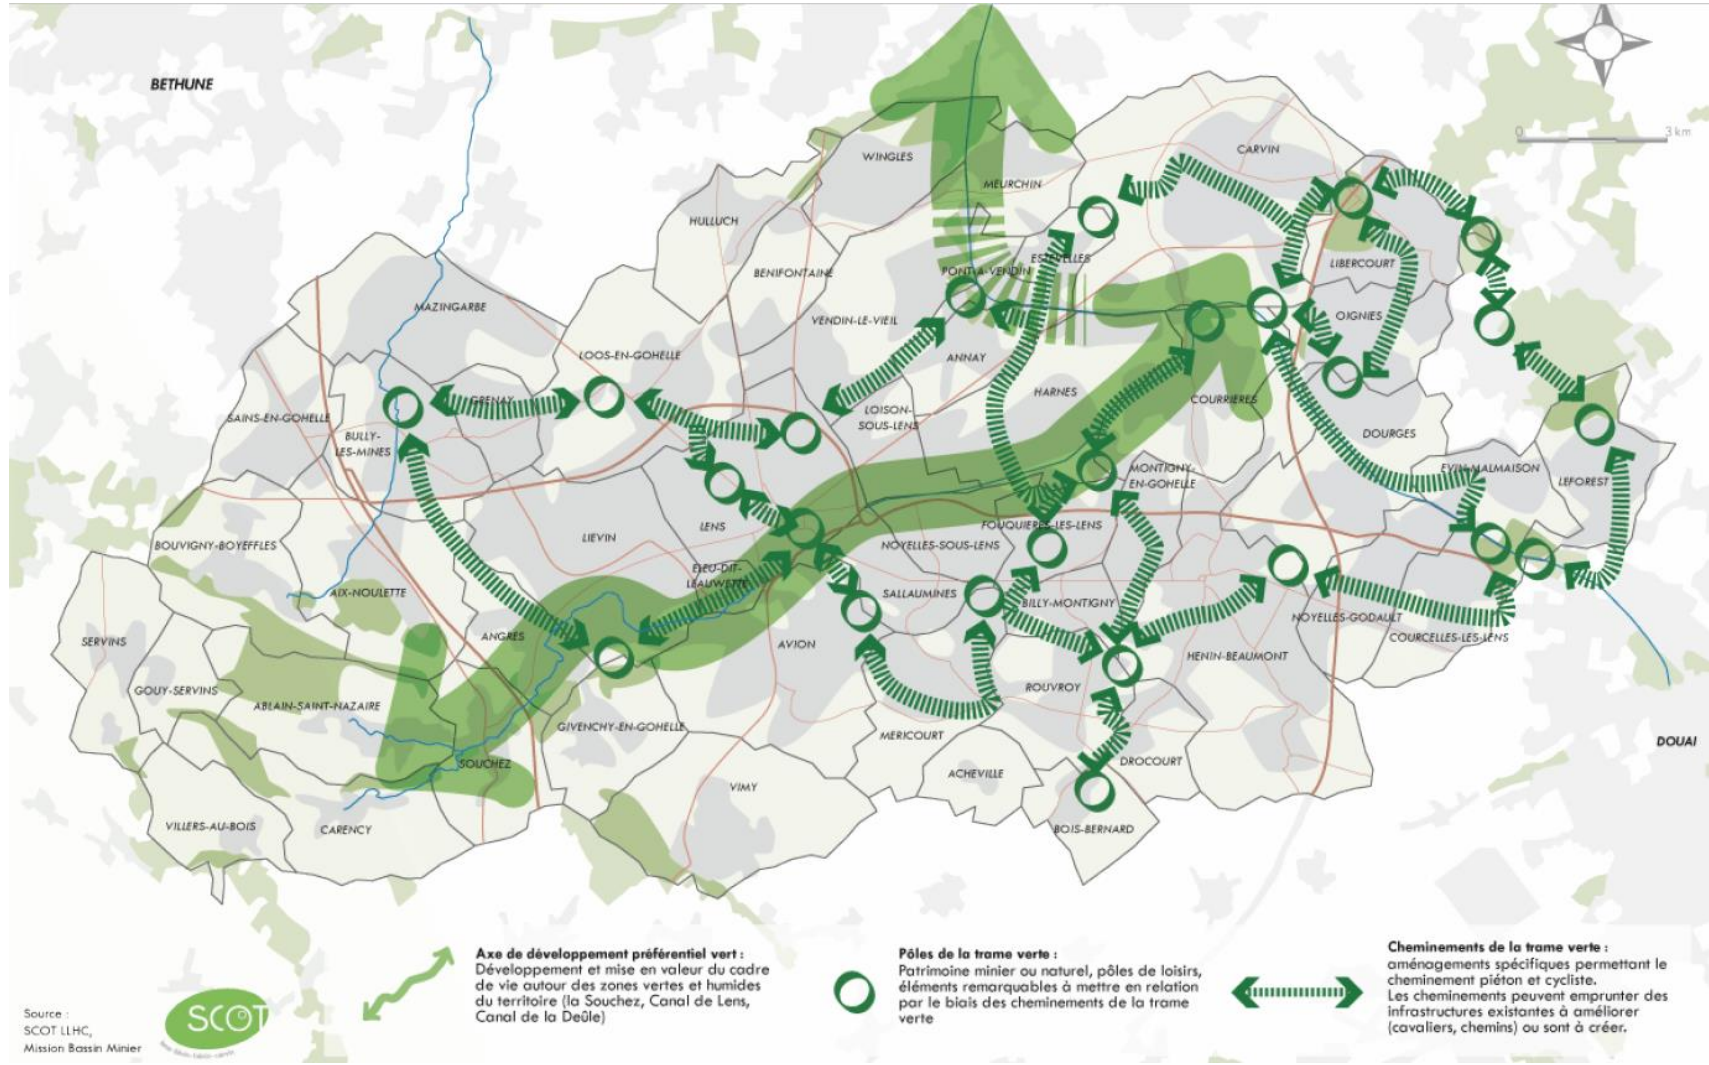 BETHUNE
0 3 km
CARVIN
WINGLES
MEURCHIN
HULLUCH
ESTEVELLES
LIBERCOURT
BENIFONTAINE
PONT-A-VENDIN
MAZINGARBE
VENDIN-LE-VIEIL
OIGNIES
LOOS-EN-GOHELLE
ANNAY
HARNES
GRENAY
COURRIERES
SAINS-EN-GOHELLE
LOISON-
SOUS-LENS
BULLY-
LES-MINES
DOURGES
MONTIGNY-
EN-GOHELLE
EVIN-MALMAISON
LEFOREST
LENS
FOUQUIERES-LES-LENS
LIEVIN
BOUVIGNY-BOYEFFLES
NOYELLES-SOUS-LENS
ELEU-DIT-
LEAUWETTE
AIX-NOULETTE
SALLAUMINES
BILLY-MONTIGNY
NOYELLES-GODAULT
COURCELLES-LES-LENS
SERVINS
ANGRES
AVION
HENIN-BEAUMONT
GOUY-SERVINS
ROUVROY
ABLAIN-SAINT-NAZAIRE
GIVENCHY-EN-GOHELLE
MERICOURT
DOUAI
SOUCHEZ
DROCOURT
ACHEVILLE
VIMY
VILLERS-AU-BOIS
CARENCY
BOIS-BERNARD
Source :
SCOT LLHC,
Mission Bassin Minier
SCOT
Axe de développement préférentiel vert :
Développement et mise en valeur du cadre
de vie autour des zones vertes et humides
du territoire (la Souchez, Canal de Lens,
Canal de la Deûle)
Pôles de la trame verte :
Patrimoine minier ou naturel, pôles de loisirs,
éléments remarquables à mettre en relation
par le biais des cheminements de la trame
verte
Cheminements de la trame verte :
aménagements spécifiques permettant le
cheminement piéton et cycliste.
Les cheminements peuvent emprunter des
infrastructures existantes à améliorer
(cavaliers, chemins) ou sont à créer.